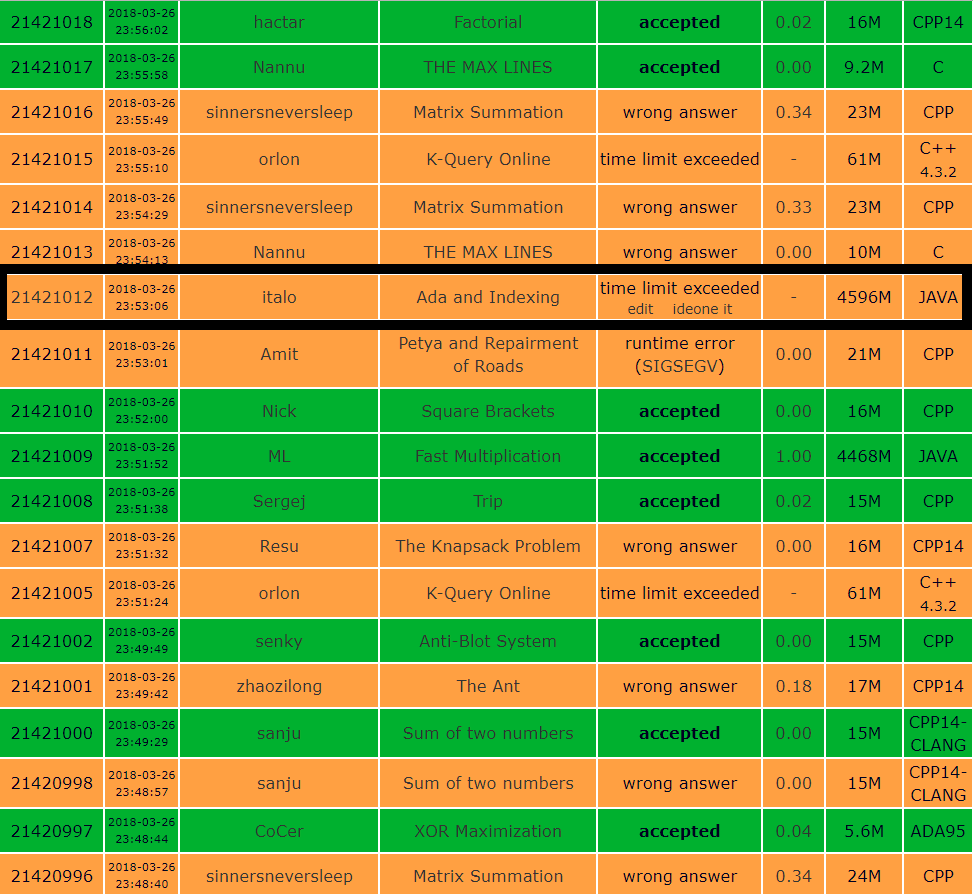 21421018 2018-03-26 23:56:02 hactar Factorial accepted 0.02 16M CPP14
21421017 2018-03-26 23:55:58 Nannu THE MAX LINES accepted 0.00 9.2M C
21421016 2018-03-26 23:55:49 sinnersneversleep Matrix Summation wrong answer 0.34 23M CPP
21421015 2018-03-26 23:55:10 orlon K-Query Online time limit exceeded - 61M C++ 4.3.2
21421014 2018-03-26 23:54:29 sinnersneversleep Matrix Summation wrong answer 0.33 23M CPP
21421013 2018-03-26 23:54:13 Nannu THE MAX LINES wrong answer 0.00 10M C
21421012 2018-03-26 23:53:06 italo Ada and Indexing time limit exceeded edit ideone it - 4596M JAVA
21421011 2018-03-26 23:53:01 Amit Petya and Repairment of Roads runtime error (SIGSEGV) 0.00 21M CPP
21421010 2018-03-26 23:52:00 Nick Square Brackets accepted 0.00 16M CPP
21421009 2018-03-26 23:51:52 ML Fast Multiplication accepted 1.00 4468M JAVA
21421008 2018-03-26 23:51:38 Sergej Trip accepted 0.02 15M CPP
21421007 2018-03-26 23:51:32 Resu The Knapsack Problem wrong answer 0.00 16M CPP14
21421005 2018-03-26 23:51:24 orlon K-Query Online time limit exceeded - 61M C++ 4.3.2
21421002 2018-03-26 23:49:49 senky Anti-Blot System accepted 0.00 15M CPP
21421001 2018-03-26 23:49:42 zhaozilong The Ant wrong answer 0.18 17M CPP14
21421000 2018-03-26 23:49:29 sanju Sum of two numbers accepted 0.00 15M CPP14-CLANG
21420998 2018-03-26 23:48:57 sanju Sum of two numbers wrong answer 0.00 15M CPP14-CLANG
21420997 2018-03-26 23:48:44 CoCer XOR Maximization accepted 0.04 5.6M ADA95
21420996 2018-03-26 23:48:40 sinnersneversleep Matrix Summation wrong answer 0.34 24M CPP